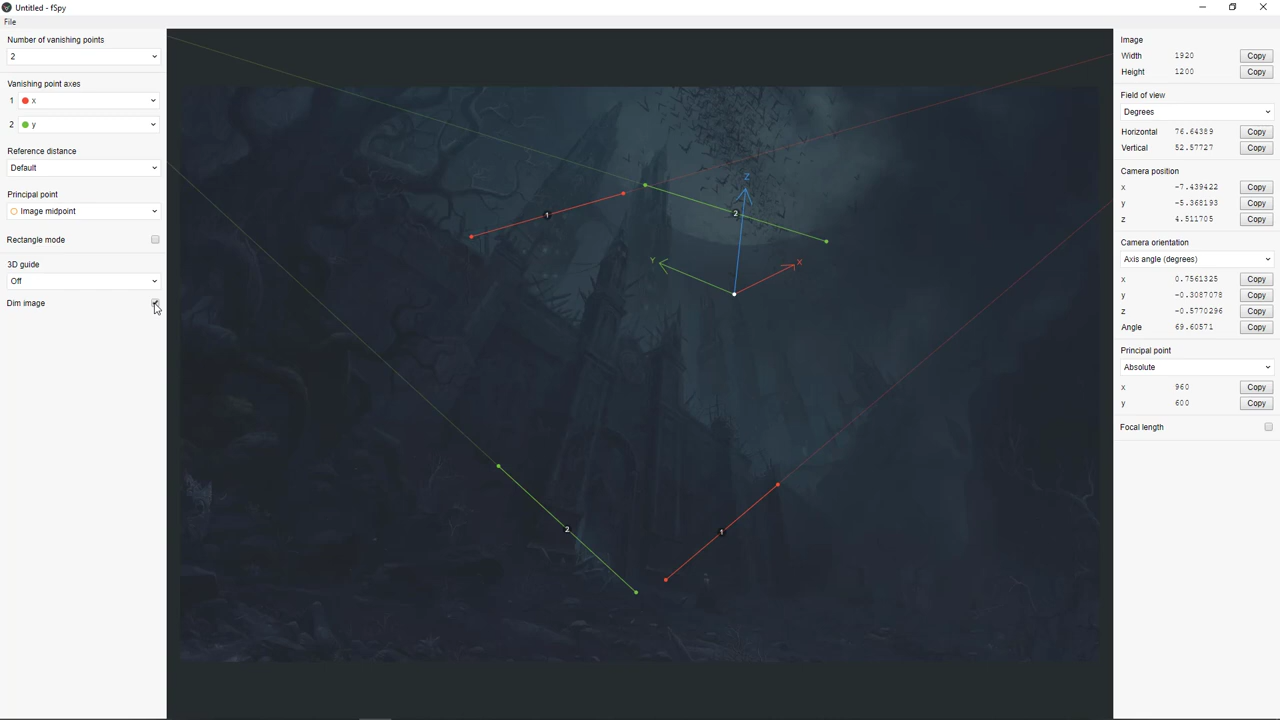 Untitled - fSpy
File
Number of vanishing points
2
Vanishing point axes
1 x
2 y
Reference distance
Default
Principal point
Image midpoint
Rectangle mode
3D guide
Off
Dim image
1
2
Z
Y
X
2
1
Image
Width 1920 Copy
Height 1200 Copy
Field of view
Degrees
Horizontal 76.64389 Copy
Vertical 52.57727 Copy
Camera position
x -7.439422 Copy
y -5.368193 Copy
z 4.511705 Copy
Camera orientation
Axis angle (degrees)
x 0.7561325 Copy
y -0.3087078 Copy
z -0.5770296 Copy
Angle 69.60571 Copy
Principal point
Absolute
x 960 Copy
y 600 Copy
Focal length